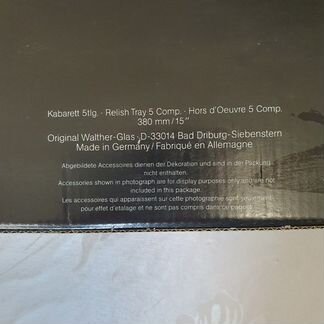 Kabarett 5tlg. · Relish Tray 5 Comp. · Hors d'Oeuvre 5 Comp.
380 mm/15"
Original Walther-Glas · D-33014 Bad Driburg-Siebenstern
Made in Germany/Fabriqué en Allemagne
Abgebildete Accessoires dienen der Dekoration und sind in der Packung
nicht enthalten.
Accessories shown in photograph are for display purposes only and are not
included in this package.
Les accessoires qui apparaissent sur cette photographie sont seulement
pour effet d'etalage et ne sont pas compris dans ce paquet.